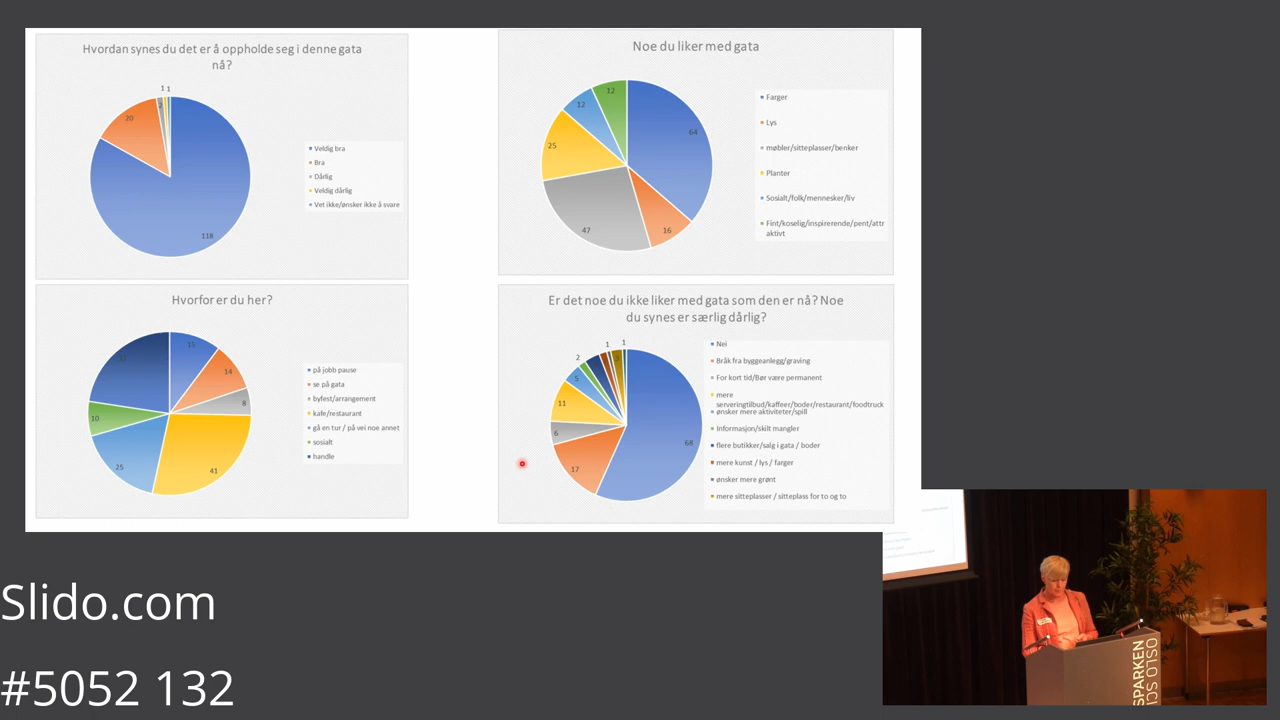 Hvordan synes du det er å oppholde seg i denne gata
nå?
1 1
2
20
118
Veldig bra
Bra
Dårlig
Veldig dårlig
Vet ikke/ønsker ikke å svare
Noe du liker med gata
12
12
64
25
47
16
Farger
Lys
møbler/sitteplasser/benker
Planter
Sosialt/folk/mennesker/liv
Fint/koselig/inspirerende/pent/attr
aktivt
Hvorfor er du her?
15
14
8
10
25
41
på jobb pause
se på gata
byfest/arrangement
kafe/restaurant
gå en tur / på vei noe annet
sosialt
handle
Er det noe du ikke liker med gata som den er nå? Noe
du synes er særlig dårlig?
1 1
2
5
11
6
17
68
Nei
Bråk fra byggeanlegg/graving
For kort tid/Bør være permanent
mere
serveringtilbud/kaffeer/boder/restaurant/foodtruck
ønsker mere aktiviteter/spill
Informasjon/skilt mangler
flere butikker/salg i gata / boder
mere kunst / lys / farger
ønsker mere grønt
mere sitteplasser / sitteplass for to og to
SPARKEN
OSLO SCI
Slido.com
#5052 132